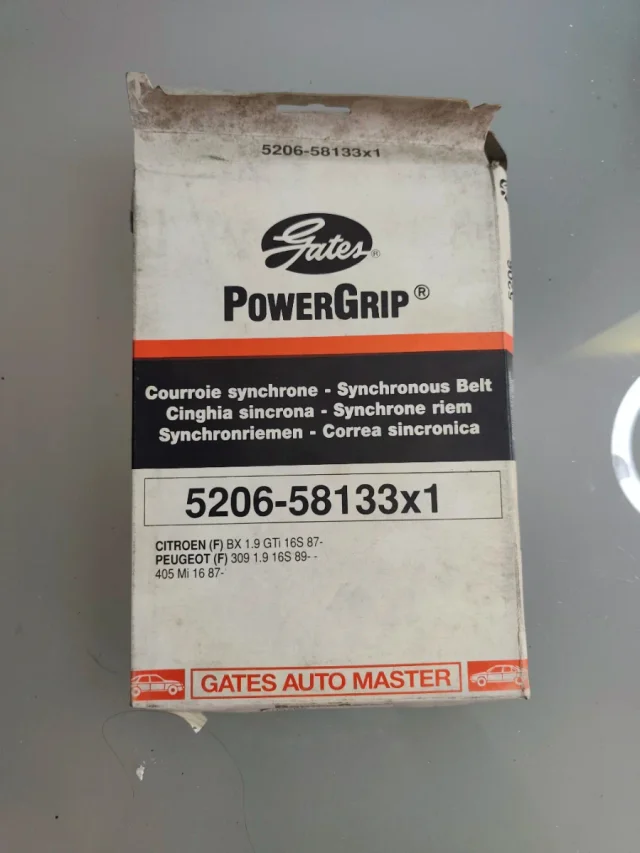 5206-58133x1
Gates®
POWERGRIP®
Courroie synchrone - Synchronous Belt
Cinghia sincrona - Synchrone riem
Synchronriemen - Correa sincronica
5206-58133x1
CITROEN (F) BX 1.9 GTi 16S 87-
PEUGEOT (F) 309 1.9 16S 89- -
405 Mi 16 87-
GATES AUTO MASTER